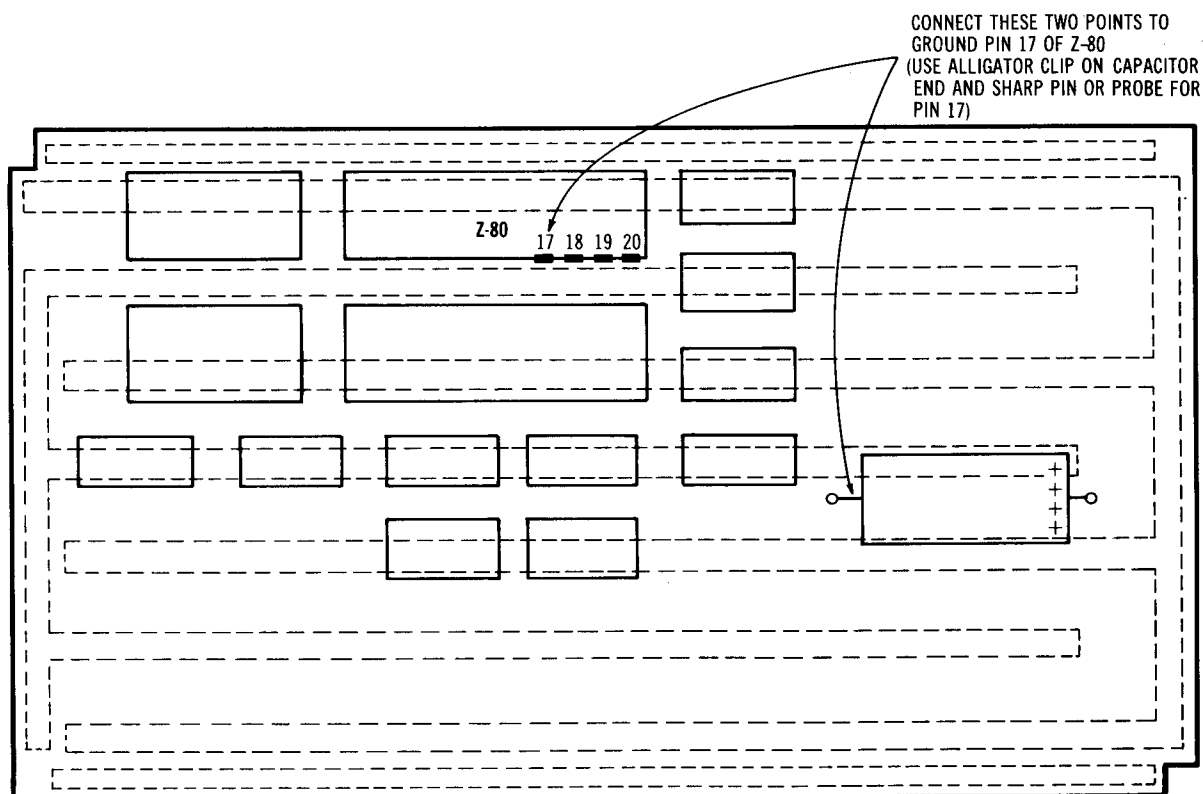 CONNECT THESE TWO POINTS TO
GROUND PIN 17 OF Z-80
(USE ALLIGATOR CLIP ON CAPACITOR
END AND SHARP PIN OR PROBE FOR
PIN 17)
Z-80
17 18 19 20
+
+
+
+